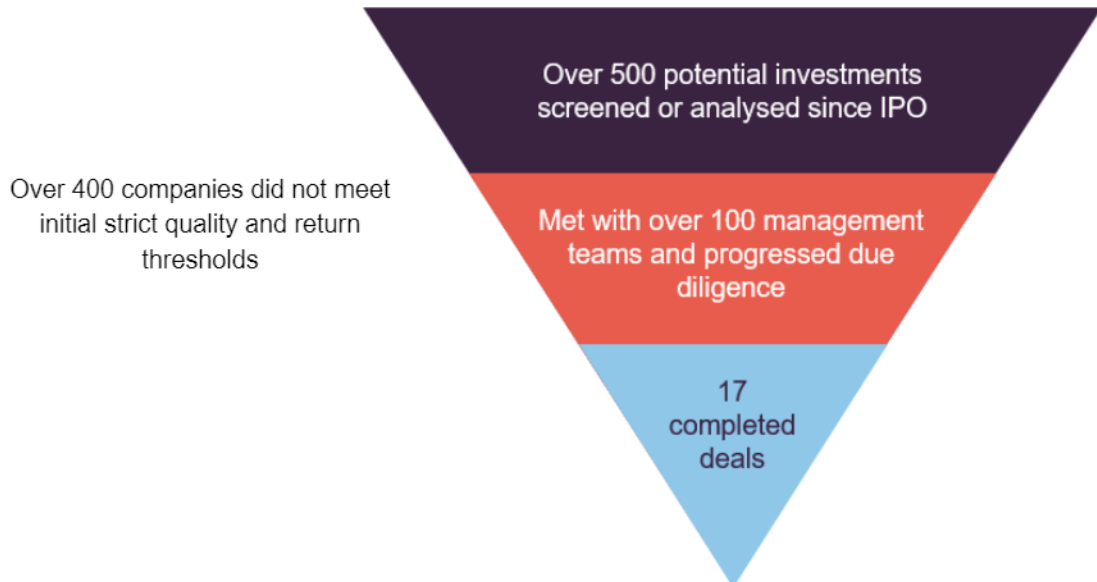 Over 500 potential investments
screened or analysed since IPO
Over 400 companies did not meet
initial strict quality and return
thresholds
Met with over 100 management
teams and progressed due
diligence
17
completed
deals